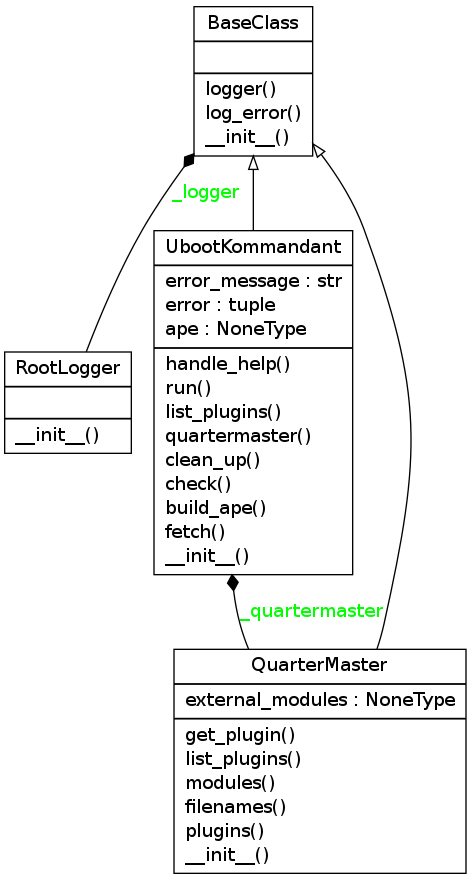 BaseClass
logger()
log_error()
__init__()
_logger
UbootKommandant
error_message : str
error : tuple
ape : NoneType
handle_help()
run()
list_plugins()
quartermaster()
clean_up()
check()
build_ape()
fetch()
__init__()
RootLogger
__init__()
_quartermaster
QuarterMaster
external_modules : NoneType
get_plugin()
list_plugins()
modules()
filenames()
plugins()
__init__()